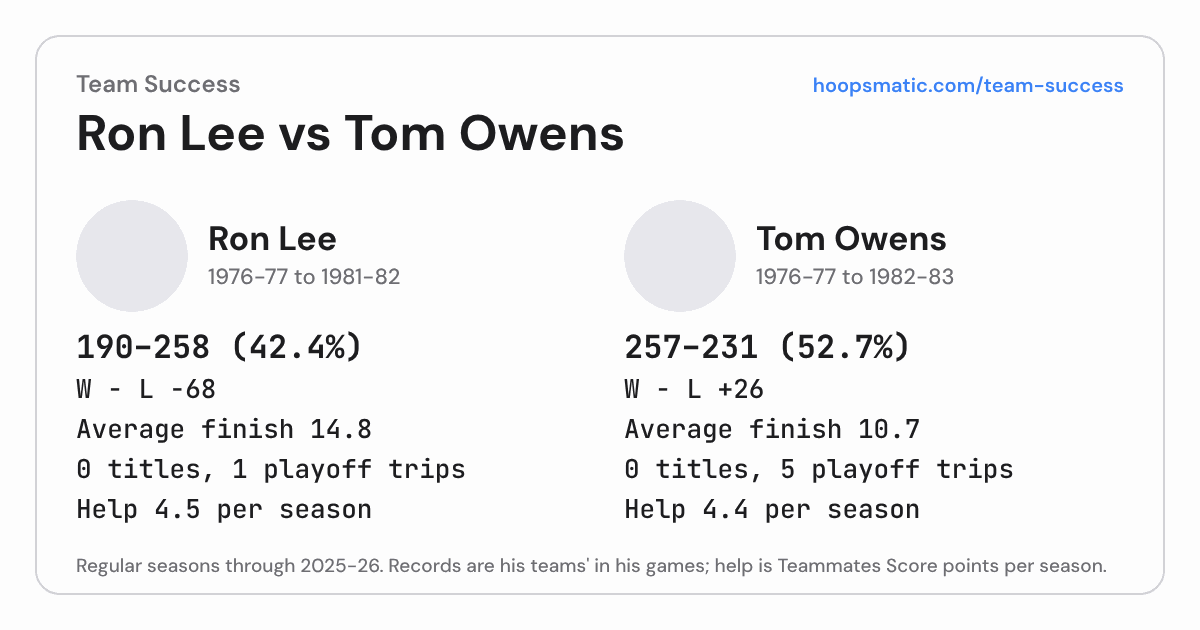 Team Success
hoopsmatic.com/team-success
Ron Lee vs Tom Owens
Ron Lee
1976-77 to 1981-82
190-258 (42.4%)
W - L -68
Average finish 14.8
0 titles, 1 playoff trips
Help 4.5 per season
Tom Owens
1976-77 to 1982-83
257-231 (52.7%)
W - L +26
Average finish 10.7
0 titles, 5 playoff trips
Help 4.4 per season
Regular seasons through 2025-26. Records are his teams' in his games; help is Teammates Score points per season.